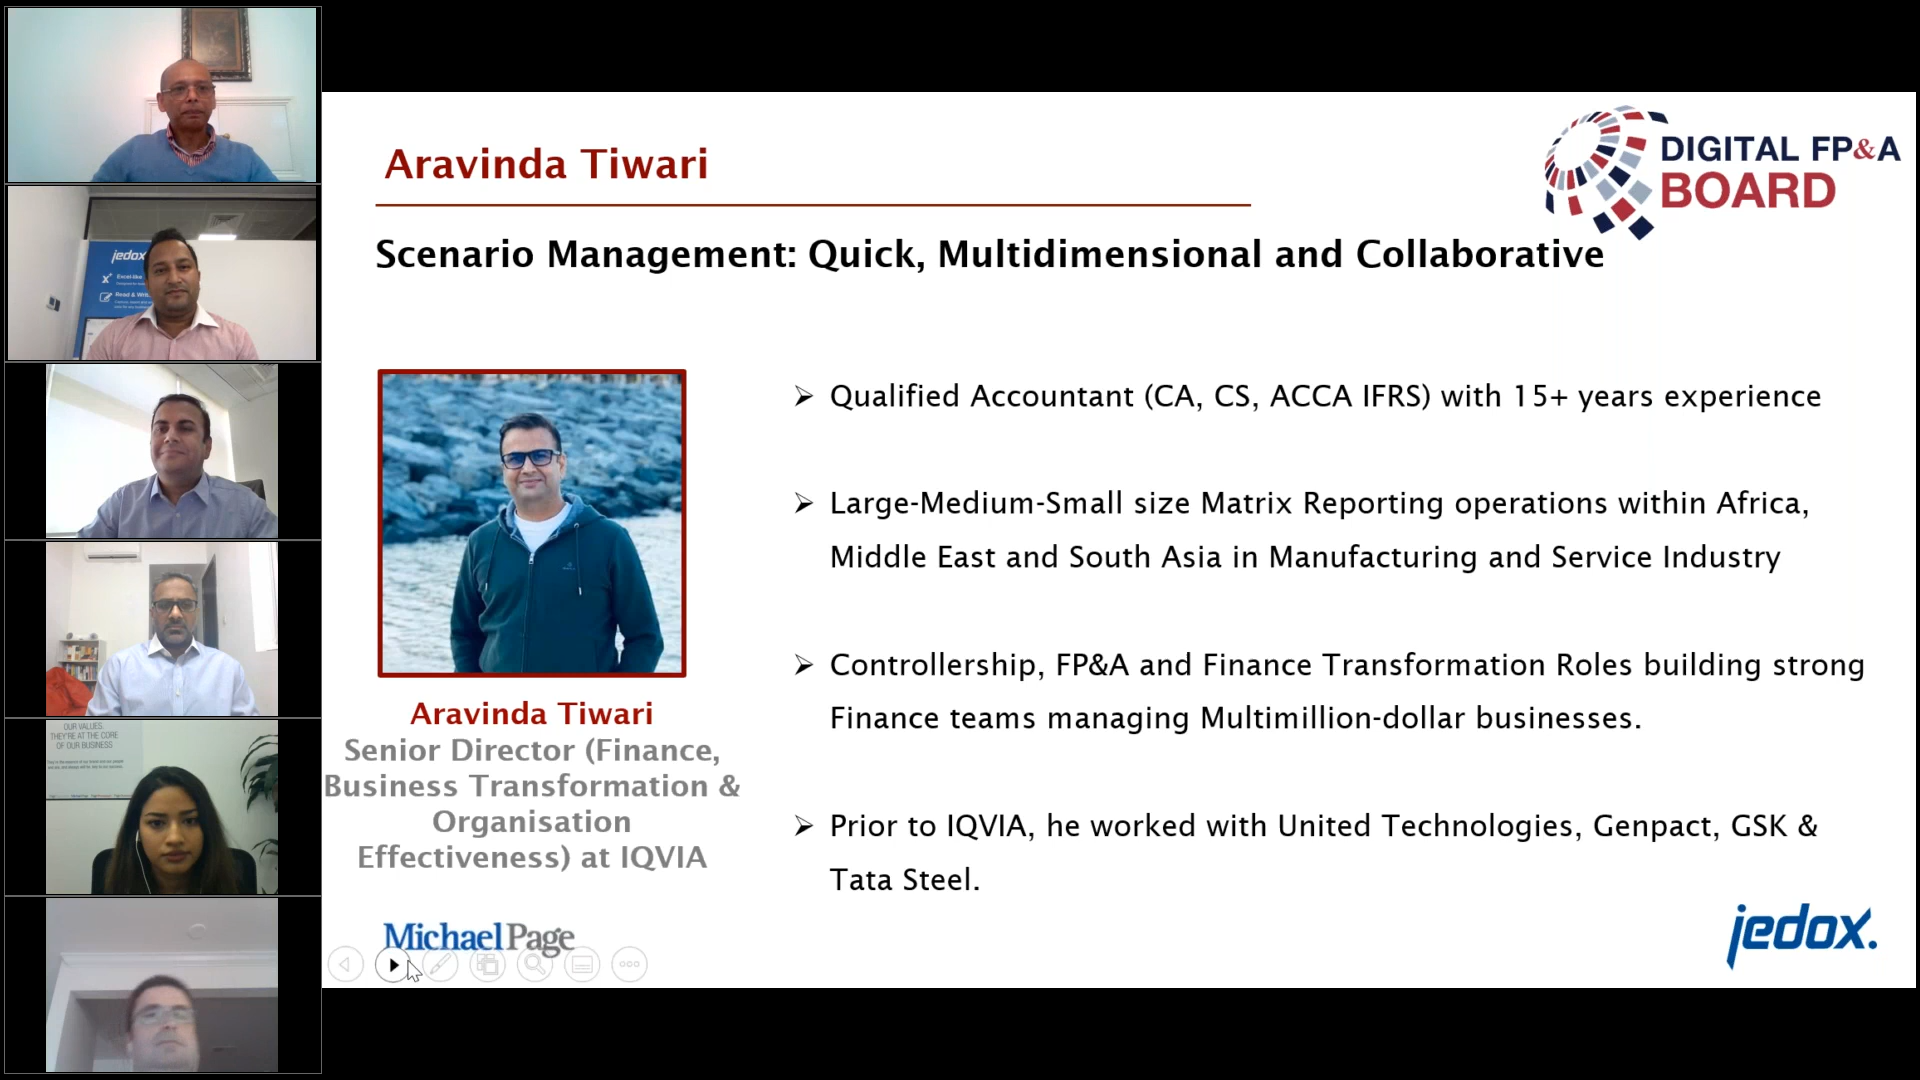 Aravinda Tiwari
DIGITAL FP&A
BOARD
Scenario Management: Quick, Multidimensional and Collaborative
➢ Qualified Accountant (CA, CS, ACCA IFRS) with 15+ years experience
➢ Large-Medium-Small size Matrix Reporting operations within Africa,
Middle East and South Asia in Manufacturing and Service Industry
➢ Controllership, FP&A and Finance Transformation Roles building strong
Finance teams managing Multimillion-dollar businesses.
➢ Prior to IQVIA, he worked with United Technologies, Genpact, GSK &
Tata Steel.
Aravinda Tiwari
Senior Director (Finance,
Business Transformation &
Organisation
Effectiveness) at IQVIA
MichaelPage
jedox.
jedox
Excel-like
Read & Writ
OUR VALUES.
THEY'RE AT THE CORE
OF OUR BUSINESS